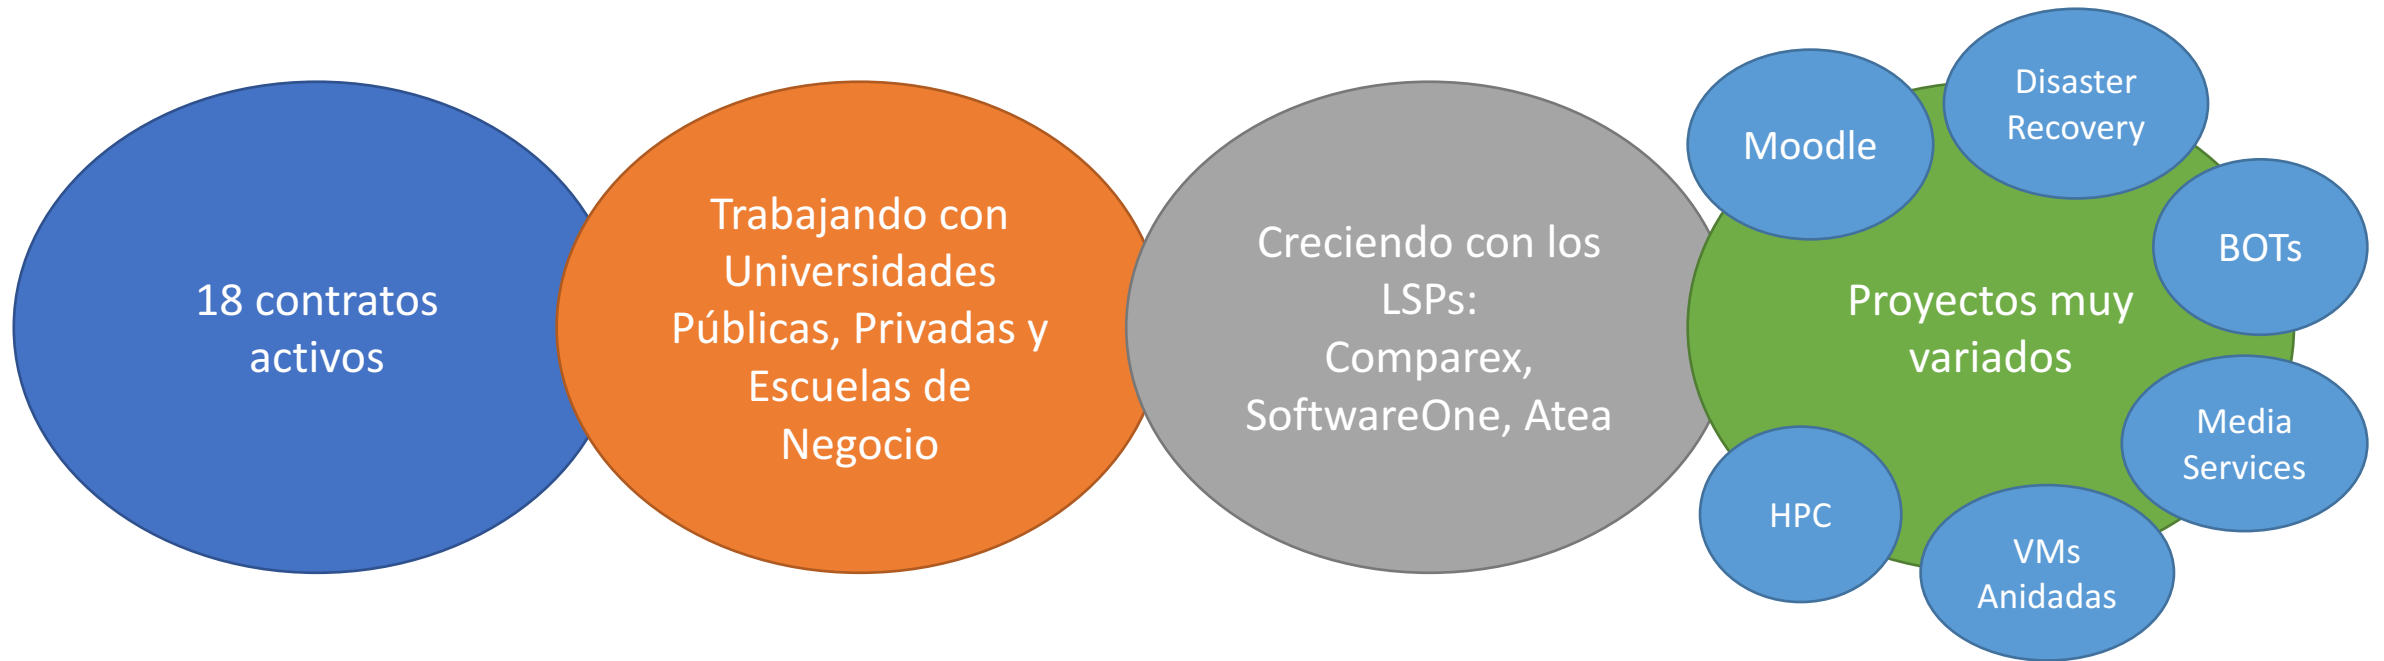 18 contratos
activos
Trabajando con
Universidades
Públicas, Privadas y
Escuelas de
Negocio
Creciendo con los
LSPs:
Comparex,
SoftwareOne, Atea
Proyectos muy
variados
Moodle
Disaster
Recovery
BOTs
Media
Services
VMs
Anidadas
HPC